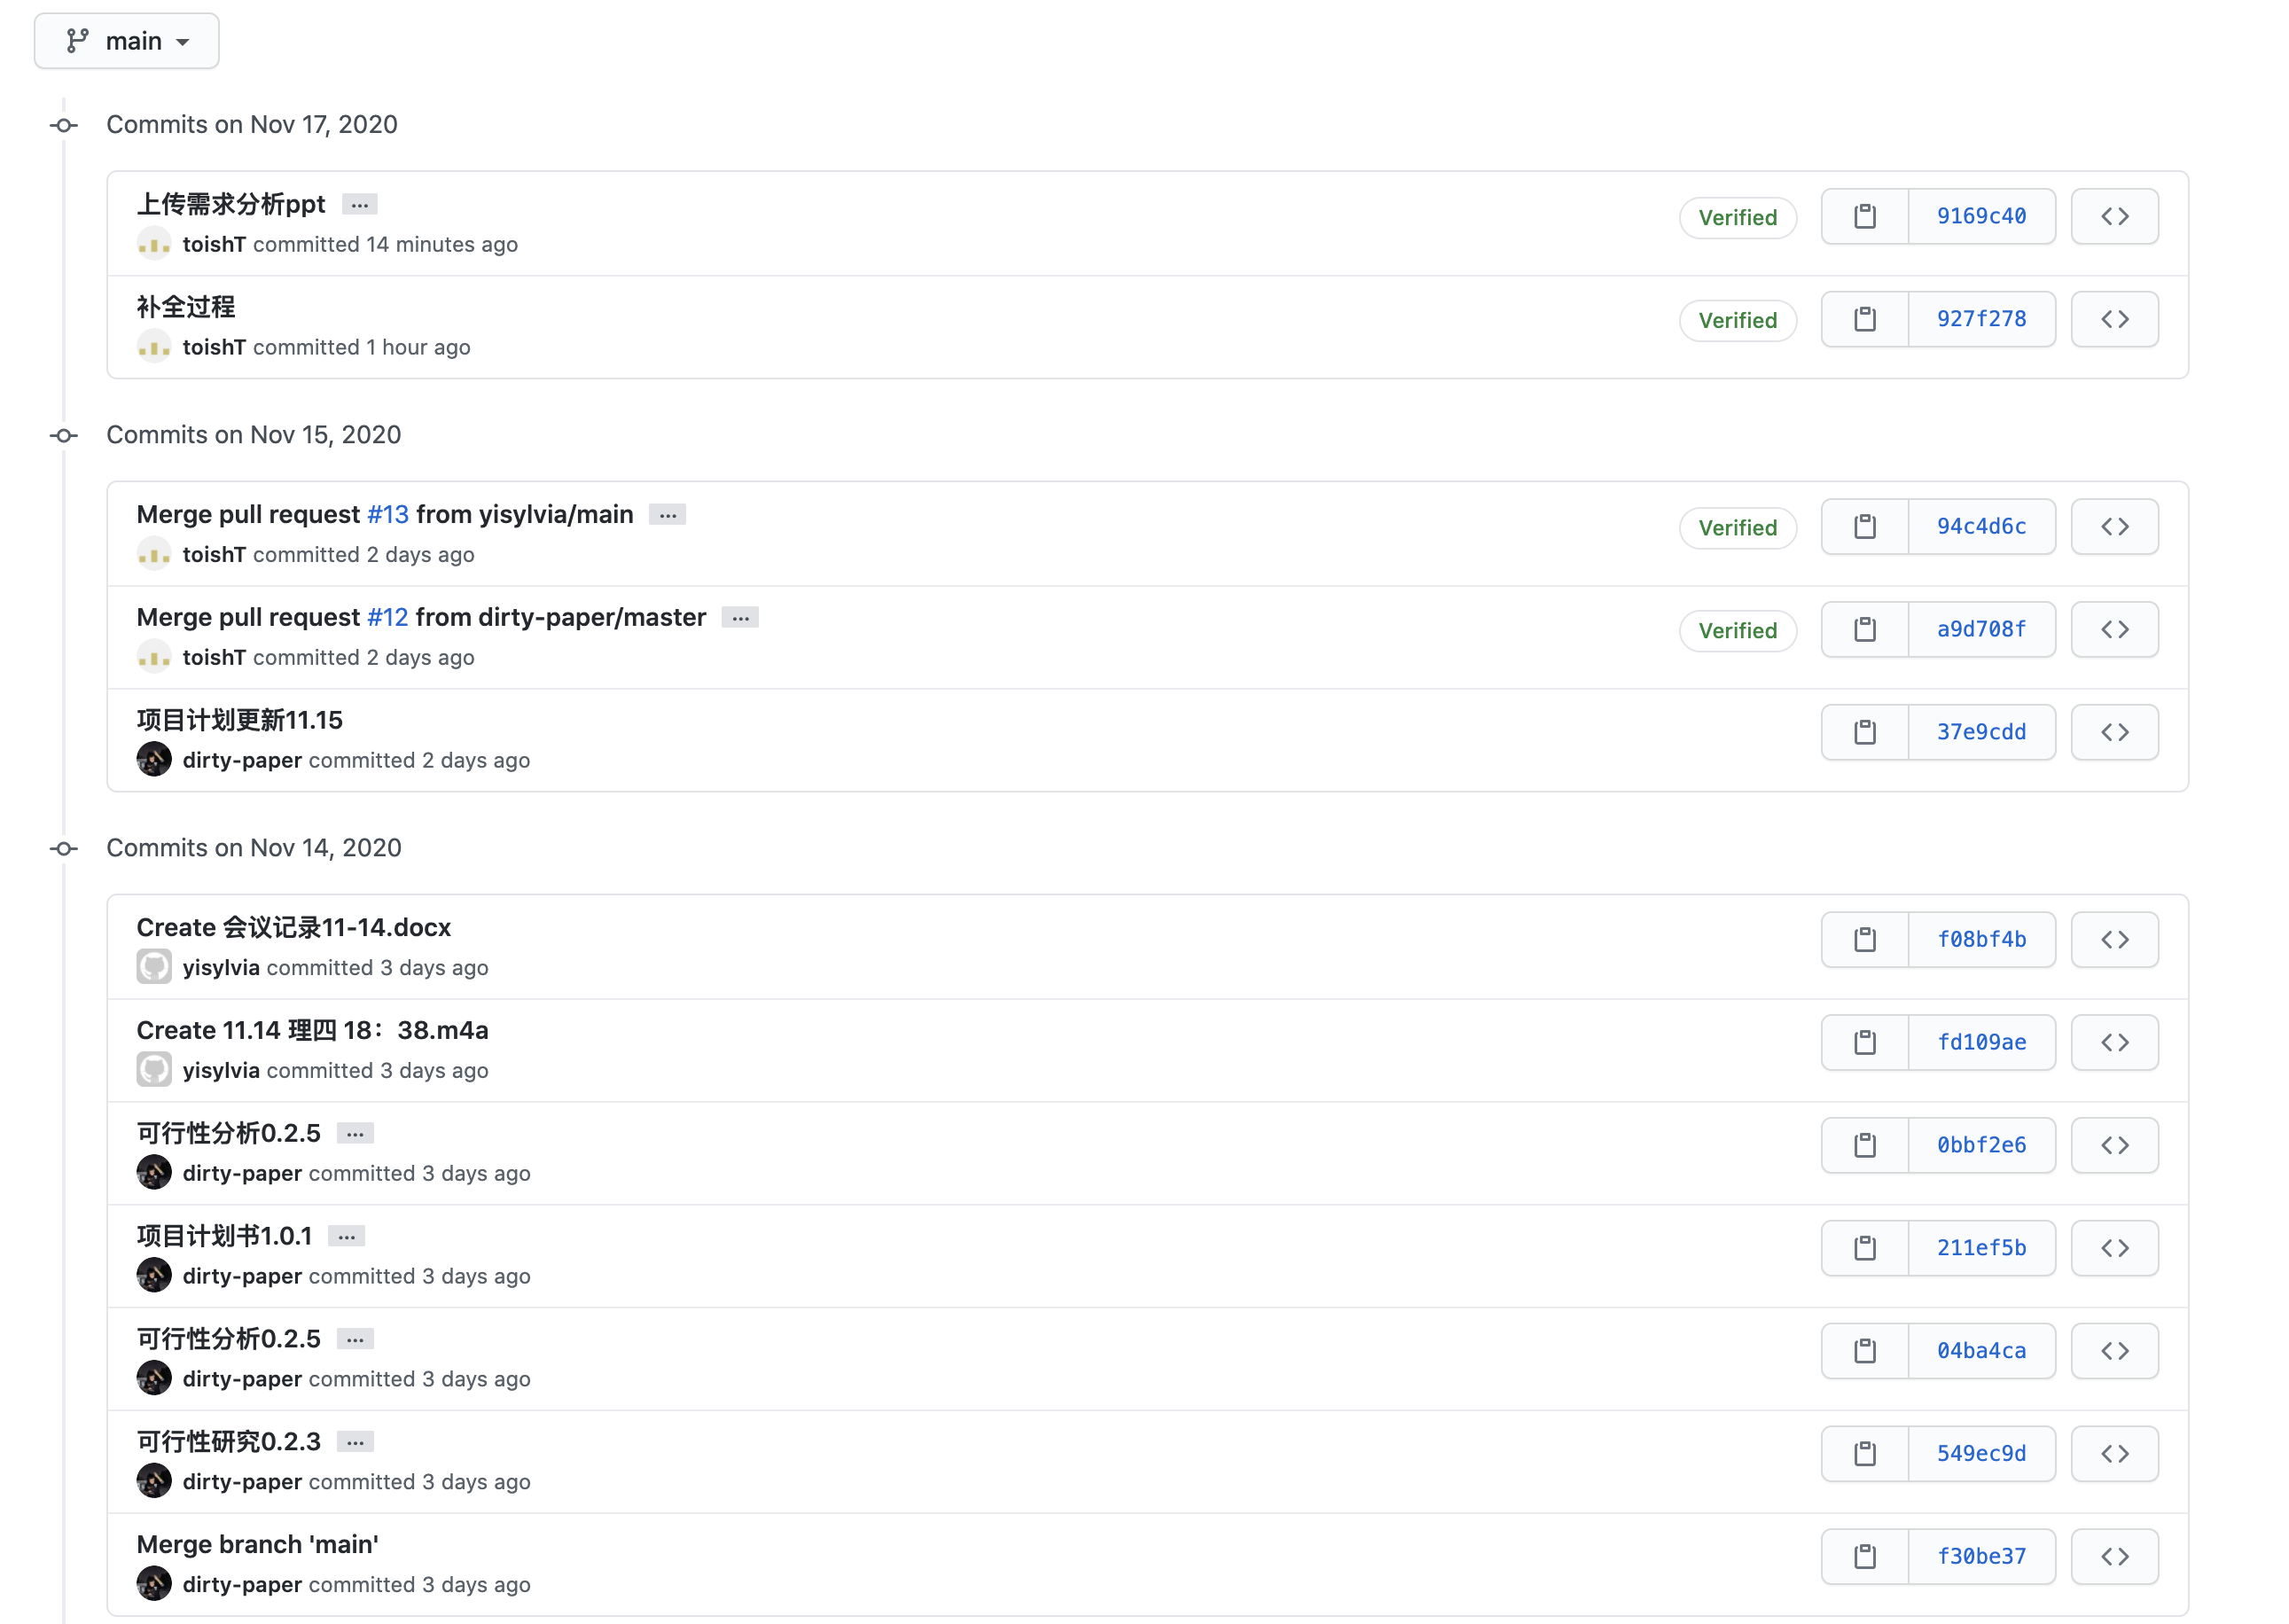 main
Commits on Nov 17, 2020
上传需求分析ppt …
toishT committed 14 minutes ago
Verified
9169c40
补全过程
toishT committed 1 hour ago
Verified
927f278
Commits on Nov 15, 2020
Merge pull request #13 from yisylvia/main …
toishT committed 2 days ago
Verified
94c4d6c
Merge pull request #12 from dirty-paper/master …
toishT committed 2 days ago
Verified
a9d708f
项目计划更新11.15
dirty-paper committed 2 days ago
37e9cdd
Commits on Nov 14, 2020
Create 会议记录11-14.docx
yisylvia committed 3 days ago
f08bf4b
Create 11.14 理四 18：38.m4a
yisylvia committed 3 days ago
fd109ae
可行性分析0.2.5 …
dirty-paper committed 3 days ago
0bbf2e6
项目计划书1.0.1 …
dirty-paper committed 3 days ago
211ef5b
可行性分析0.2.5 …
dirty-paper committed 3 days ago
04ba4ca
可行性研究0.2.3 …
dirty-paper committed 3 days ago
549ec9d
Merge branch 'main'
dirty-paper committed 3 days ago
f30be37